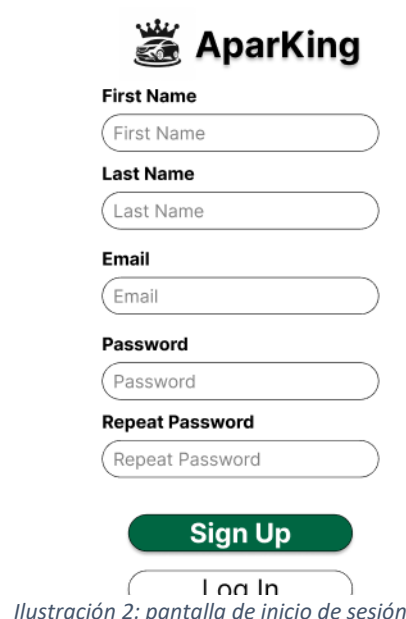 AparKing
First Name
First Name
Last Name
Last Name
Email
Email
Password
Password
Repeat Password
Repeat Password
Sign Up
Log In
Ilustración 2: pantalla de inicio de sesión